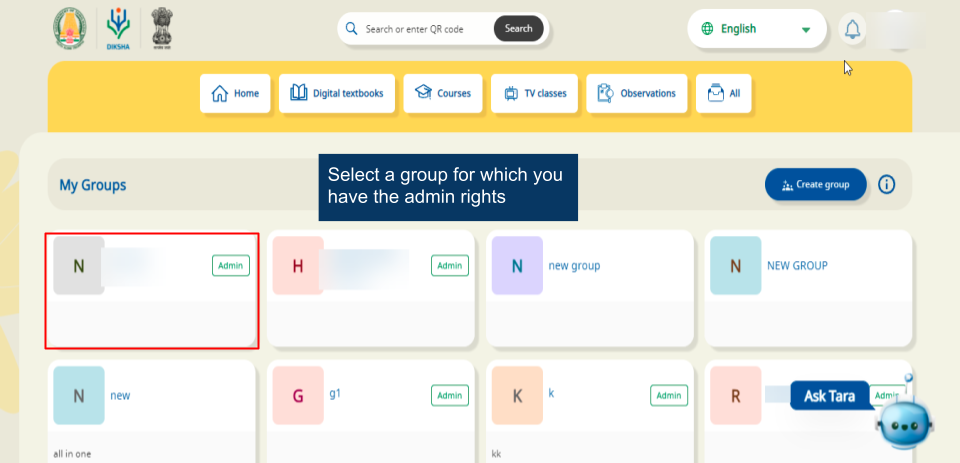 DIKSHA
Search or enter QR code
Search
English
Home
Digital textbooks
Courses
TV classes
Observations
All
My Groups
Select a group for which you
have the admin rights
Create group
i
N
Admin
H
Admin
N
new group
N
NEW GROUP
N
new
all in one
G
g1
Admin
K
k
Admin
kk
R
Ask Tara
Admin